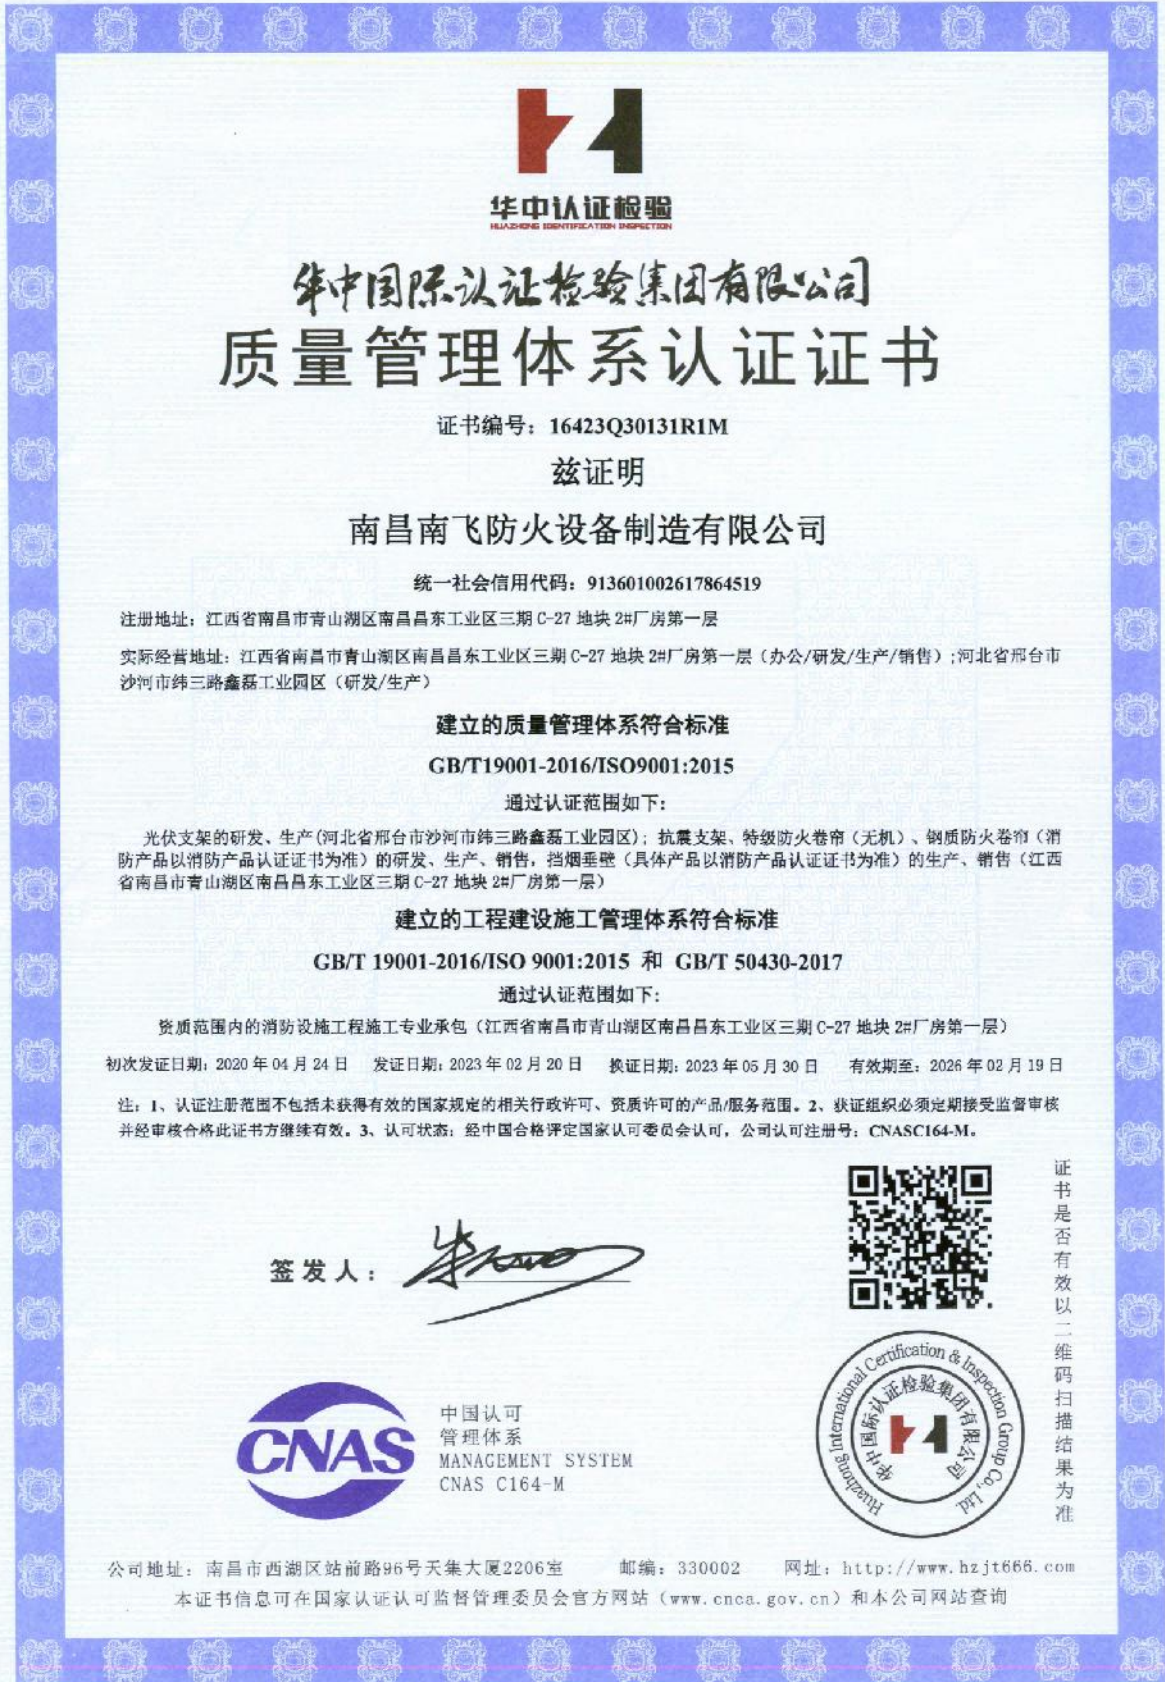 华中认证检验
HUAZHONG IDENTIFICATION INSPECTION
华中国际认证检验集团有限公司
质量管理体系认证证书
证书编号：16423Q30131R1M
兹证明
南昌南飞防火设备制造有限公司
统一社会信用代码：913601002617864519
注册地址：江西省南昌市青山湖区南昌昌东工业区三期 C-27 地块 2#厂房第一层
实际经营地址：江西省南昌市青山湖区南昌昌东工业区三期 C-27 地块 2#厂房第一层（办公/研发/生产/销售）;河北省邢台市
沙河市纬三路鑫磊工业园区（研发/生产）
建立的质量管理体系符合标准
GB/T19001-2016/ISO9001:2015
通过认证范围如下:
光伏支架的研发、生产(河北省邢台市沙河市纬三路鑫磊工业园区)；抗震支架、特级防火卷帘（无机）、钢质防火卷帘（消
防产品以消防产品认证证书为准）的研发、生产、销售，挡烟垂壁（具体产品以消防产品认证证书为准）的生产、销售（江西
省南昌市青山湖区南昌昌东工业区三期 C-27 地块 2#厂房第一层）
建立的工程建设施工管理体系符合标准
GB/T 19001-2016/ISO 9001:2015 和 GB/T 50430-2017
通过认证范围如下:
资质范围内的消防设施工程施工专业承包（江西省南昌市青山湖区南昌昌东工业区三期 C-27 地块 2#厂房第一层）
初次发证日期：2020 年 04 月 24 日 发证日期：2023 年 02 月 20 日 换证日期：2023 年 05 月 30 日 有效期至：2026 年 02 月 19 日
注：1、认证注册范围不包括未获得有效的国家规定的相关行政许可、资质许可的产品/服务范围。2、获证组织必须定期接受监督审核
并经审核合格此证书方继续有效。3、认可状态：经中国合格评定国家认可委员会认可，公司认可注册号：CNASC164-M。
证书是否有效以二维码扫描结果为准
签发人：
Huazhong International Certification & Inspection Group Co., Ltd.
华中国际认证检验集团有限公司
CNAS
中国认可
管理体系
MANAGEMENT SYSTEM
CNAS C164-M
公司地址：南昌市西湖区站前路96号天集大厦2206室 邮编：330002 网址：http://www.hzjt666.com
本证书信息可在国家认证认可监督管理委员会官方网站（www.cnca.gov.cn）和本公司网站查询